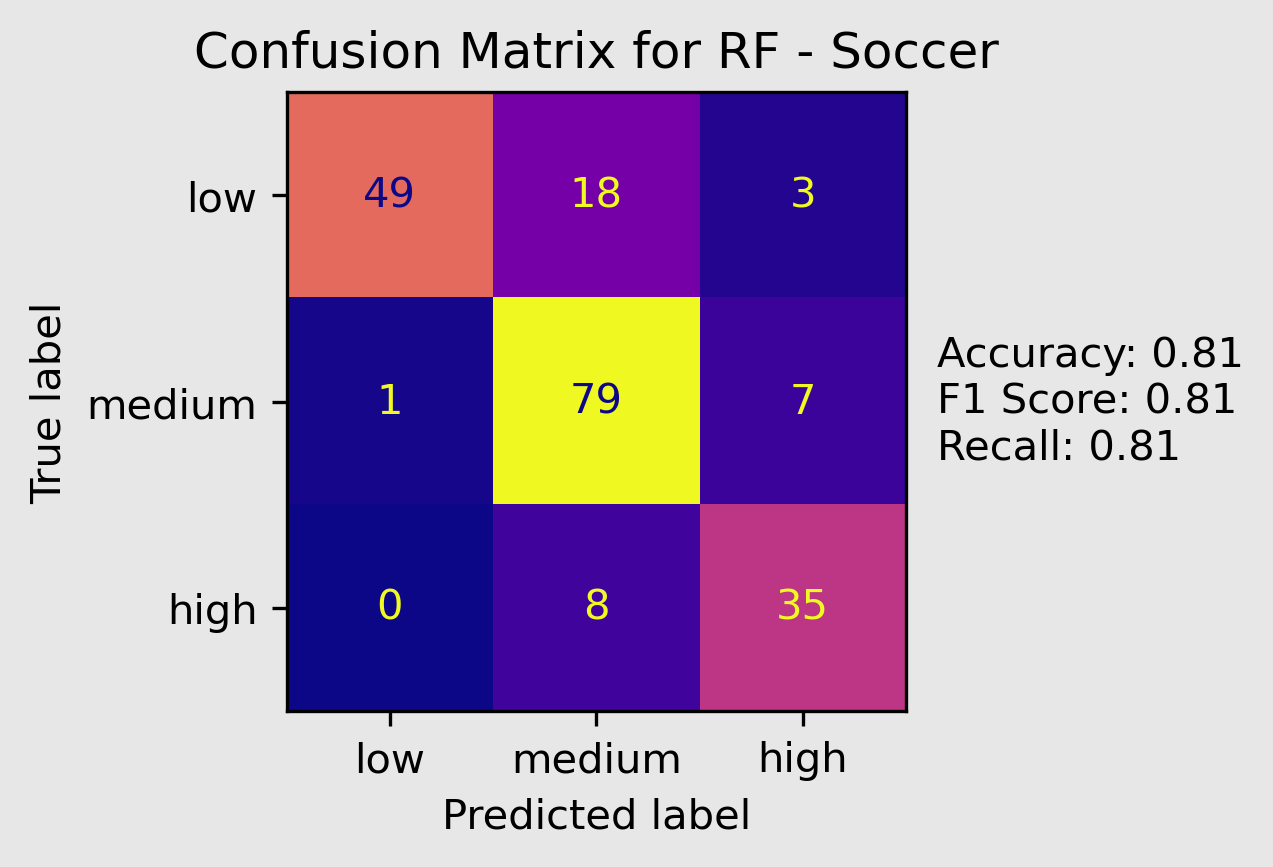 Confusion Matrix for RF - Soccer
True label
low 49 18 3
medium 1 79 7
high 0 8 35
low medium high
Predicted label
Accuracy: 0.81
F1 Score: 0.81
Recall: 0.81